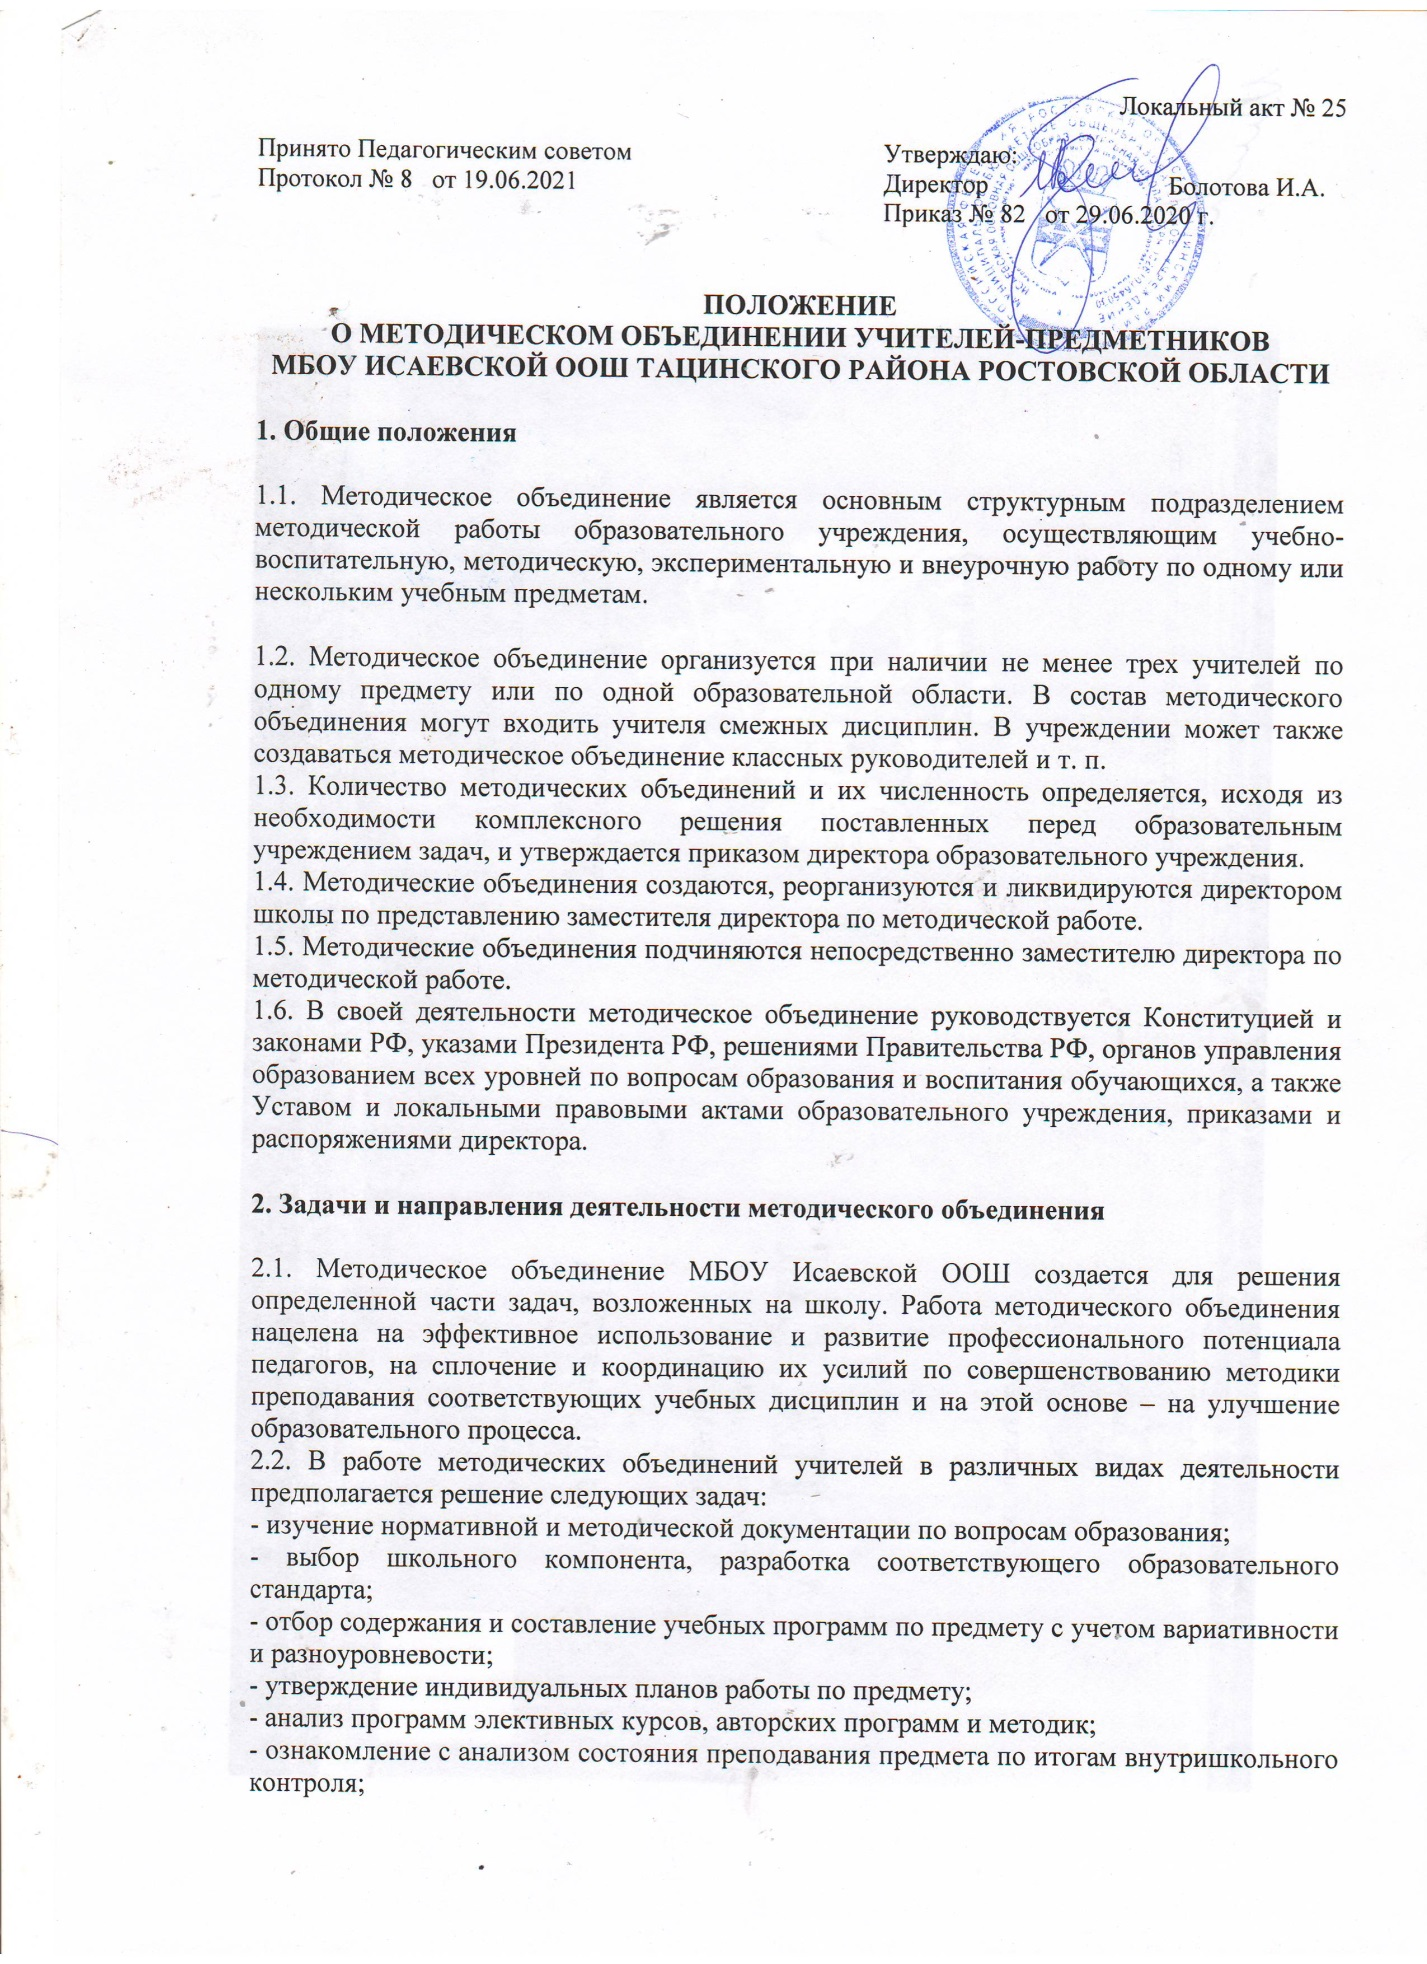 Локальный акт № 25
Принято Педагогическим советом
Протокол № 8 от 19.06.2021
Утверждаю:
Директор Болотова И.А.
Приказ № 82 от 29.06.2020 г.
ПОЛОЖЕНИЕ
О МЕТОДИЧЕСКОМ ОБЪЕДИНЕНИИ УЧИТЕЛЕЙ-ПРЕДМЕТНИКОВ
МБОУ ИСАЕВСКОЙ ООШ ТАЦИНСКОГО РАЙОНА РОСТОВСКОЙ ОБЛАСТИ
1. Общие положения
1.1. Методическое объединение является основным структурным подразделением
методической работы образовательного учреждения, осуществляющим учебно-
воспитательную, методическую, экспериментальную и внеурочную работу по одному или
нескольким учебным предметам.
1.2. Методическое объединение организуется при наличии не менее трех учителей по
одному предмету или по одной образовательной области. В состав методического
объединения могут входить учителя смежных дисциплин. В учреждении может также
создаваться методическое объединение классных руководителей и т. п.
1.3. Количество методических объединений и их численность определяется, исходя из
необходимости комплексного решения поставленных перед образовательным
учреждением задач, и утверждается приказом директора образовательного учреждения.
1.4. Методические объединения создаются, реорганизуются и ликвидируются директором
школы по представлению заместителя директора по методической работе.
1.5. Методические объединения подчиняются непосредственно заместителю директора по
методической работе.
1.6. В своей деятельности методическое объединение руководствуется Конституцией и
законами РФ, указами Президента РФ, решениями Правительства РФ, органов управления
образованием всех уровней по вопросам образования и воспитания обучающихся, а также
Уставом и локальными правовыми актами образовательного учреждения, приказами и
распоряжениями директора.
2. Задачи и направления деятельности методического объединения
2.1. Методическое объединение МБОУ Исаевской ООШ создается для решения
определенной части задач, возложенных на школу. Работа методического объединения
нацелена на эффективное использование и развитие профессионального потенциала
педагогов, на сплочение и координацию их усилий по совершенствованию методики
преподавания соответствующих учебных дисциплин и на этой основе – на улучшение
образовательного процесса.
2.2. В работе методических объединений учителей в различных видах деятельности
предполагается решение следующих задач:
- изучение нормативной и методической документации по вопросам образования;
- выбор школьного компонента, разработка соответствующего образовательного
стандарта;
- отбор содержания и составление учебных программ по предмету с учетом вариативности
и разноуровневости;
- утверждение индивидуальных планов работы по предмету;
- анализ программ элективных курсов, авторских программ и методик;
- ознакомление с анализом состояния преподавания предмета по итогам внутришкольного
контроля;